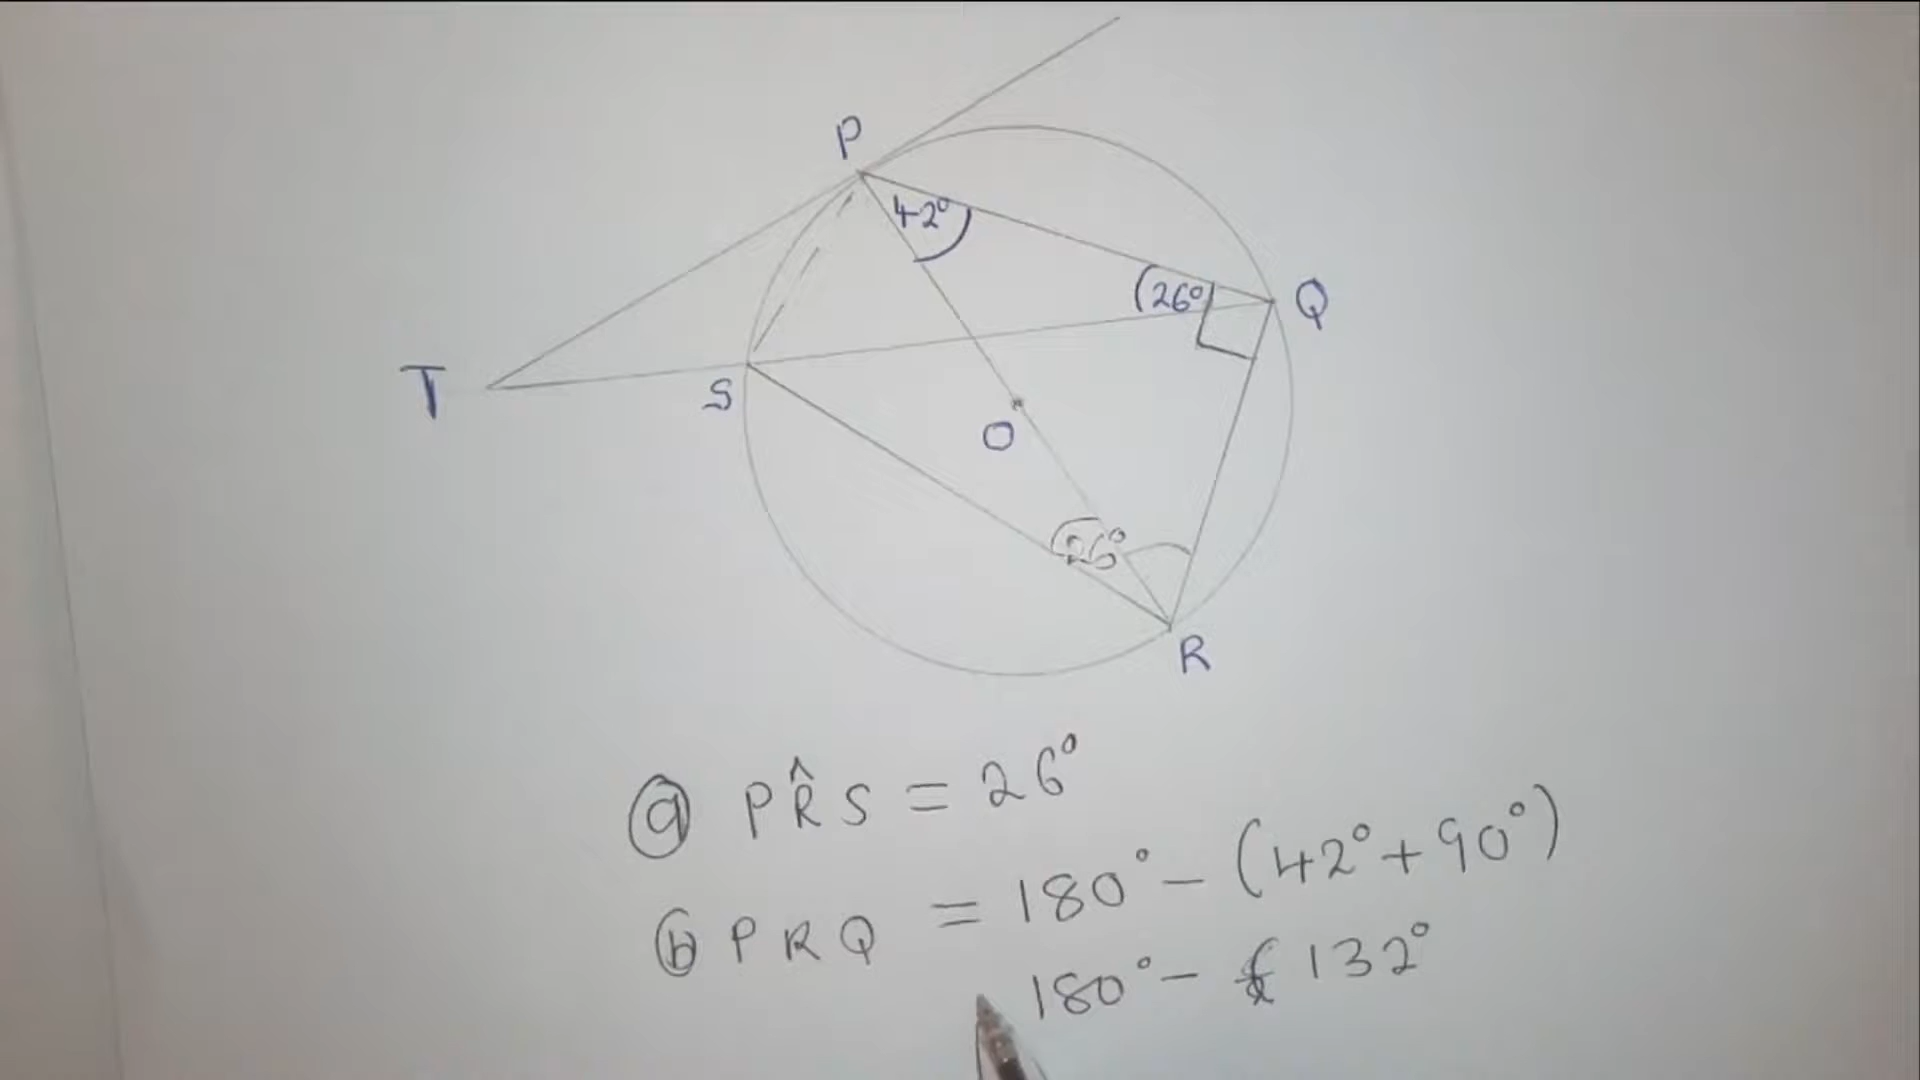 P
42°
26°
Q
T
S
O
26°
R
ⓐ PR̂S = 26°
ⓑ PRQ = 180° - (42° + 90°)
180° - 132°